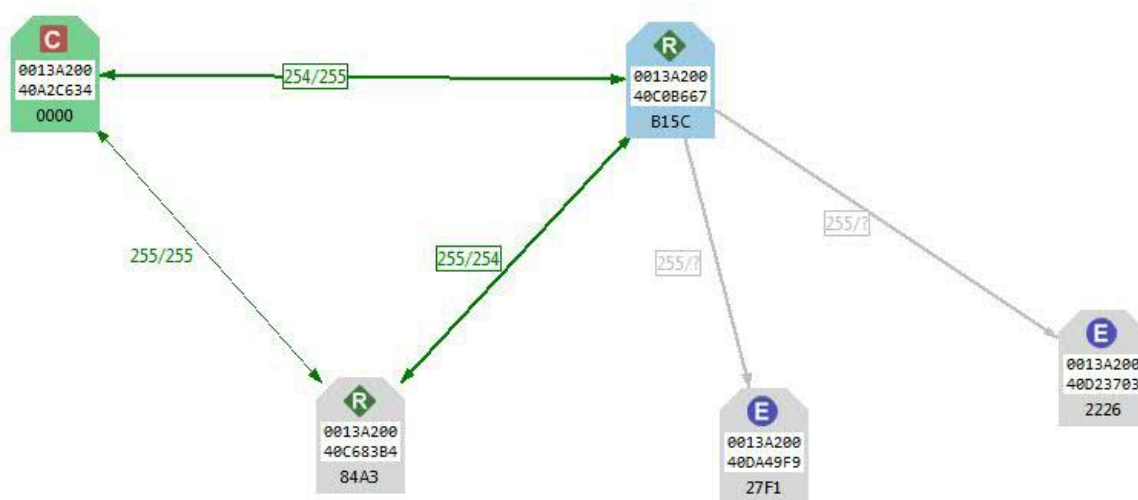 C
0013A200
40A2C634
0000
254/255
R
0013A200
40C0B667
B15C
255/255
255/254
255/?
255/?
R
0013A200
40C683B4
84A3
E
0013A200
40DA49F9
27F1
E
0013A200
40D23703
2226